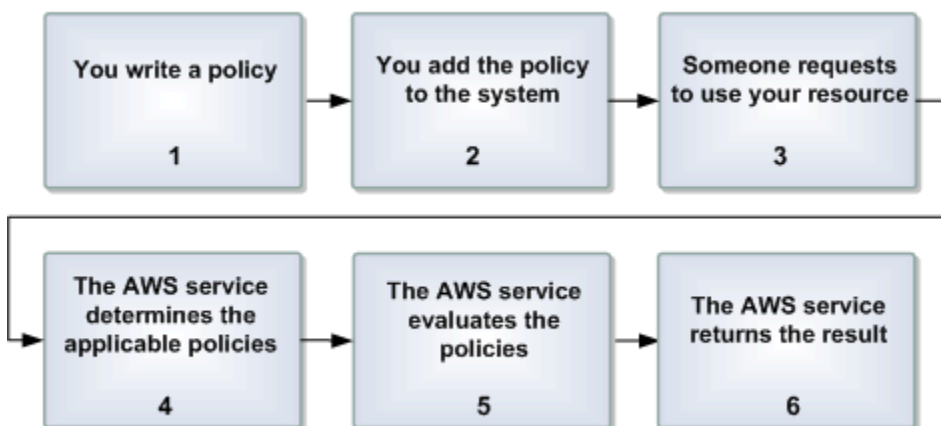 You write a policy
1
You add the policy
to the system
2
Someone requests
to use your resource
3
The AWS service
determines the
applicable policies
4
The AWS service
evaluates the
policies
5
The AWS service
returns the result
6